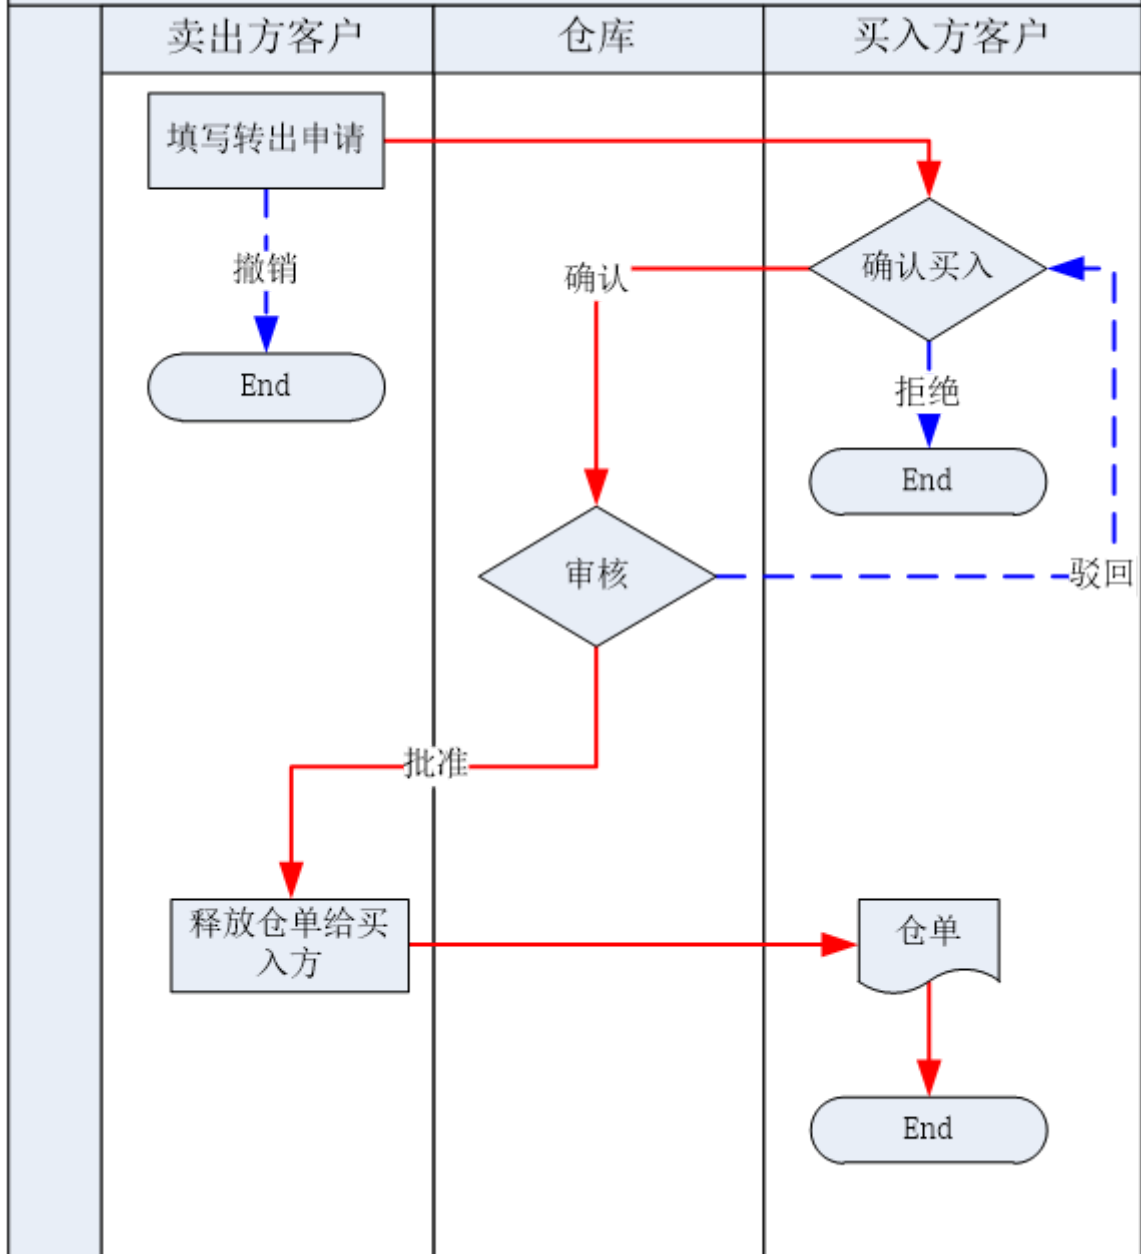 卖出方客户
仓库
买入方客户
填写转出申请
撤销
End
确认买入
确认
拒绝
End
审核
驳回
批准
释放仓单给买
入方
仓单
End